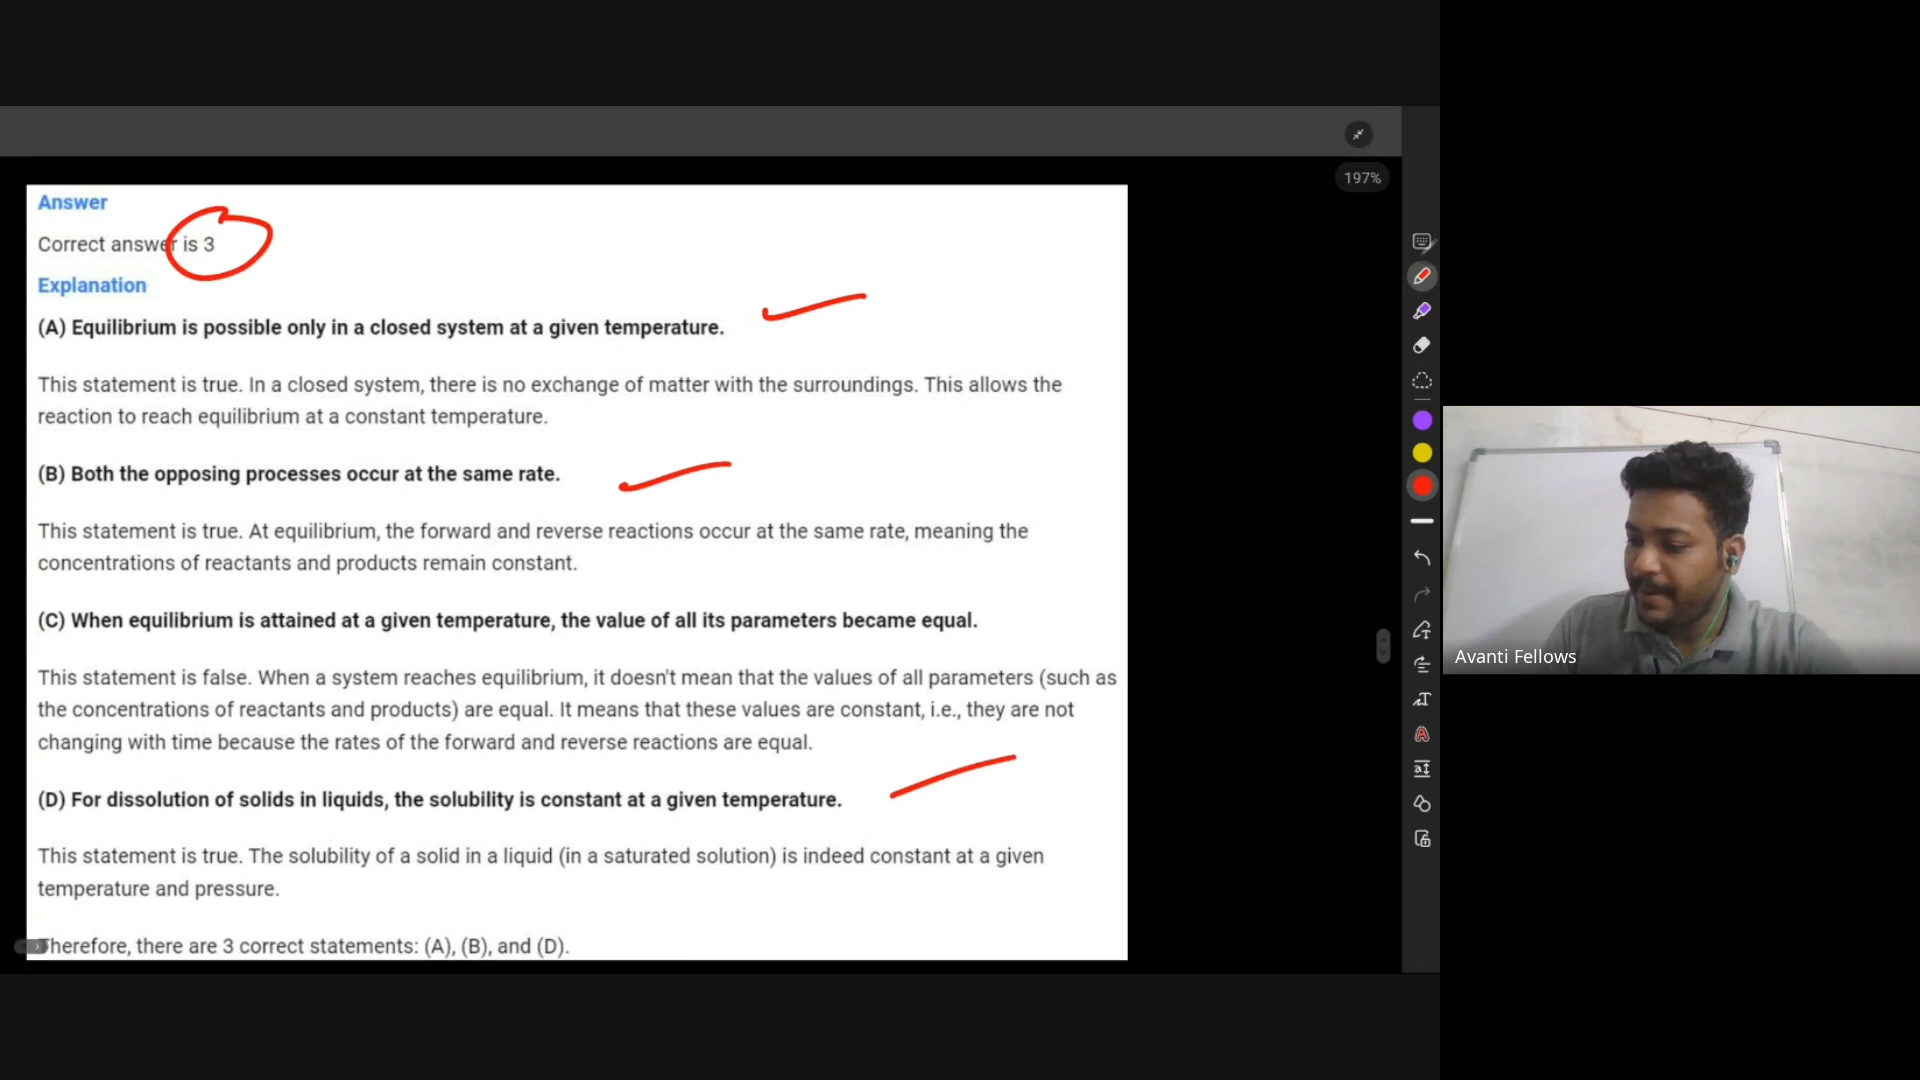 197%
Answer
Correct answer is 3
Explanation
(A) Equilibrium is possible only in a closed system at a given temperature.
This statement is true. In a closed system, there is no exchange of matter with the surroundings. This allows the
reaction to reach equilibrium at a constant temperature.
(B) Both the opposing processes occur at the same rate.
This statement is true. At equilibrium, the forward and reverse reactions occur at the same rate, meaning the
concentrations of reactants and products remain constant.
(C) When equilibrium is attained at a given temperature, the value of all its parameters became equal.
This statement is false. When a system reaches equilibrium, it doesn't mean that the values of all parameters (such as
the concentrations of reactants and products) are equal. It means that these values are constant, i.e., they are not
changing with time because the rates of the forward and reverse reactions are equal.
(D) For dissolution of solids in liquids, the solubility is constant at a given temperature.
This statement is true. The solubility of a solid in a liquid (in a saturated solution) is indeed constant at a given
temperature and pressure.
Therefore, there are 3 correct statements: (A), (B), and (D).
Avanti Fellows